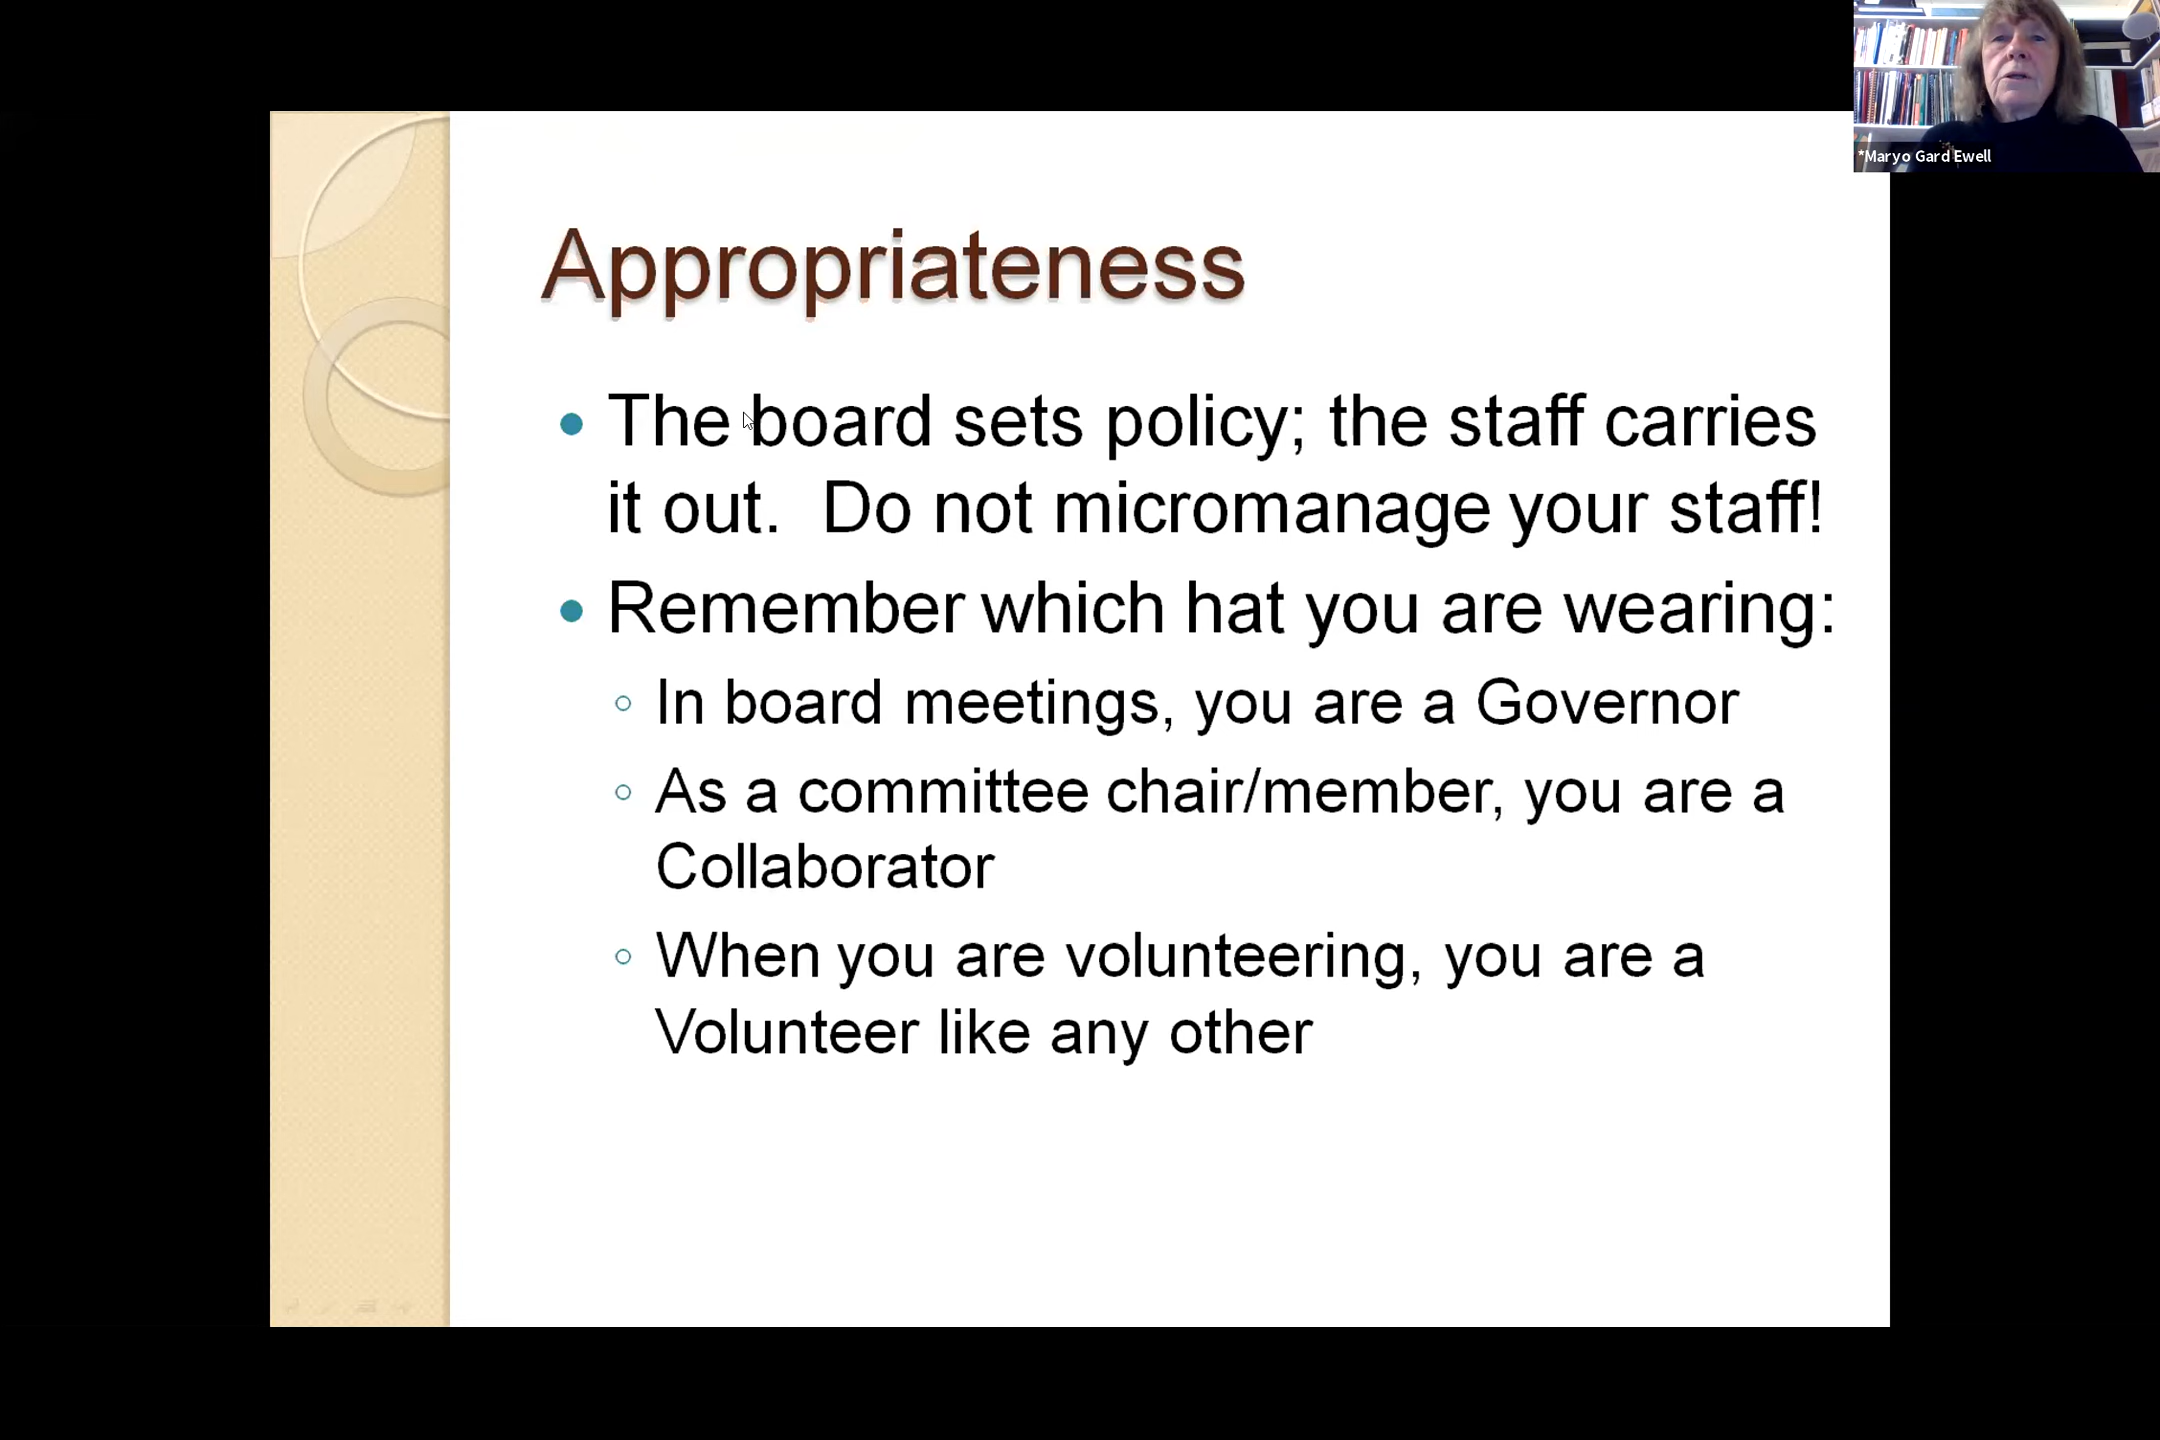 *Maryo Gard Ewell
Appropriateness
The board sets policy; the staff carries
it out.  Do not micromanage your staff!
Remember which hat you are wearing:
In board meetings, you are a Governor
As a committee chair/member, you are a
Collaborator
When you are volunteering, you are a
Volunteer like any other